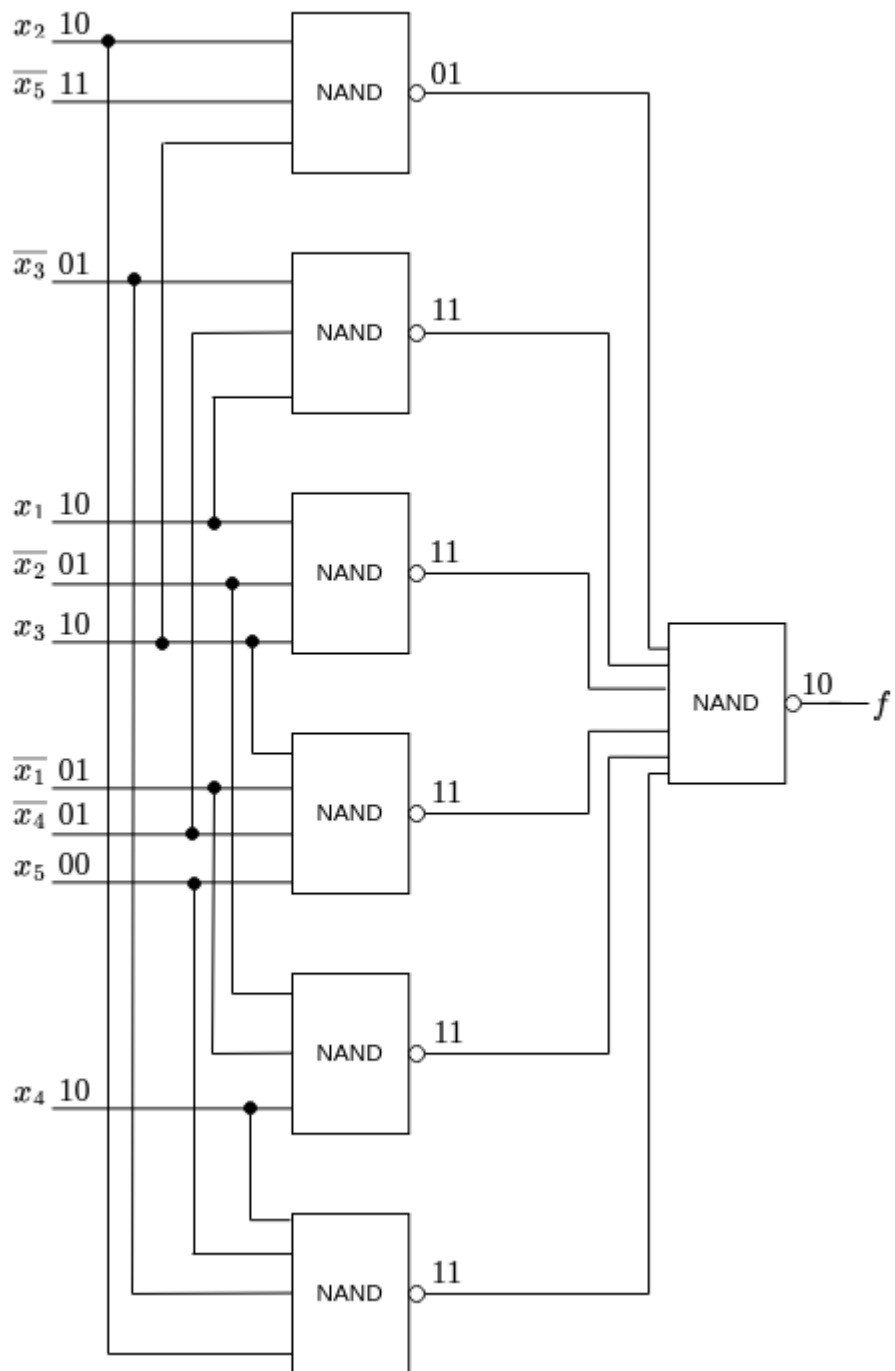 x₂ 10
01
x̅₅ 11
NAND
x̅₃ 01
11
NAND
x₁ 10
11
x̅₂ 01
NAND
x₃ 10
10
NAND
f
x̅₁ 01
11
x̅₄ 01
NAND
x₅ 00
11
NAND
x₄ 10
11
NAND